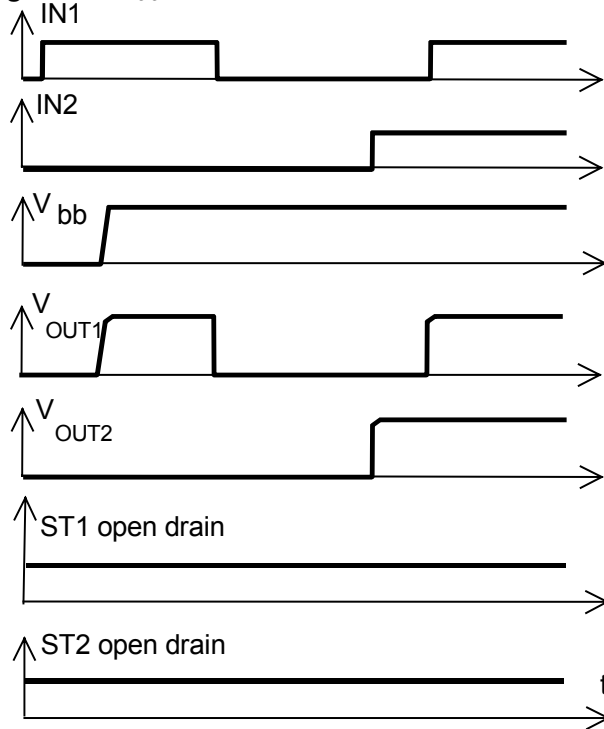 IN1
IN2
V bb
V OUT1
V OUT2
ST1 open drain
ST2 open drain
t